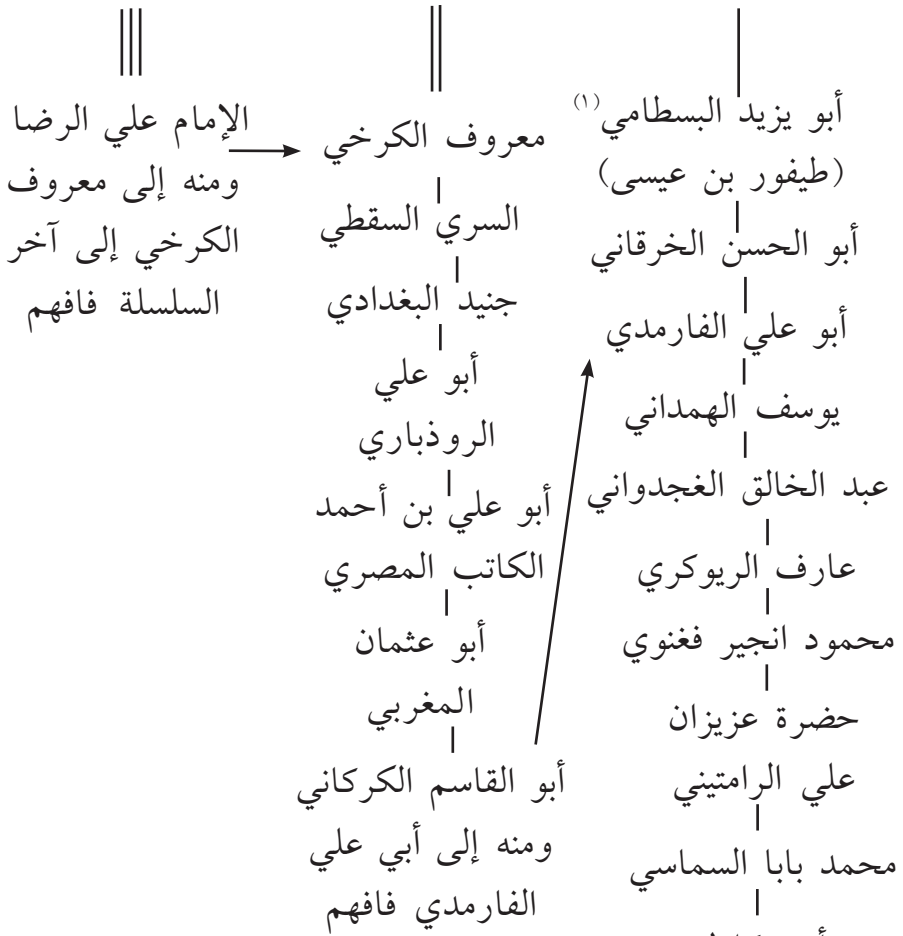 أبو يزيد البسطامي (١)
(طيفور بن عيسى)
أبو الحسن الخرقاني
أبو علي الفارمدي
يوسف الهمداني
عبد الخالق الغجدواني
عارف الريوكري
محمود انجير فغنوي
حضرة عزيزان
علي الرامتيني
محمد بابا السماسي
معروف الكرخي
السري السقطي
جنيد البغدادي
أبو علي
الروذباري
أبو علي بن أحمد
الكاتب المصري
أبو عثمان
المغربي
أبو القاسم الكركاني
ومنه إلى أبي علي
الفارمدي فافهم
الإمام علي الرضا
ومنه إلى معروف
الكرخي إلى آخر
السلسلة فافهم